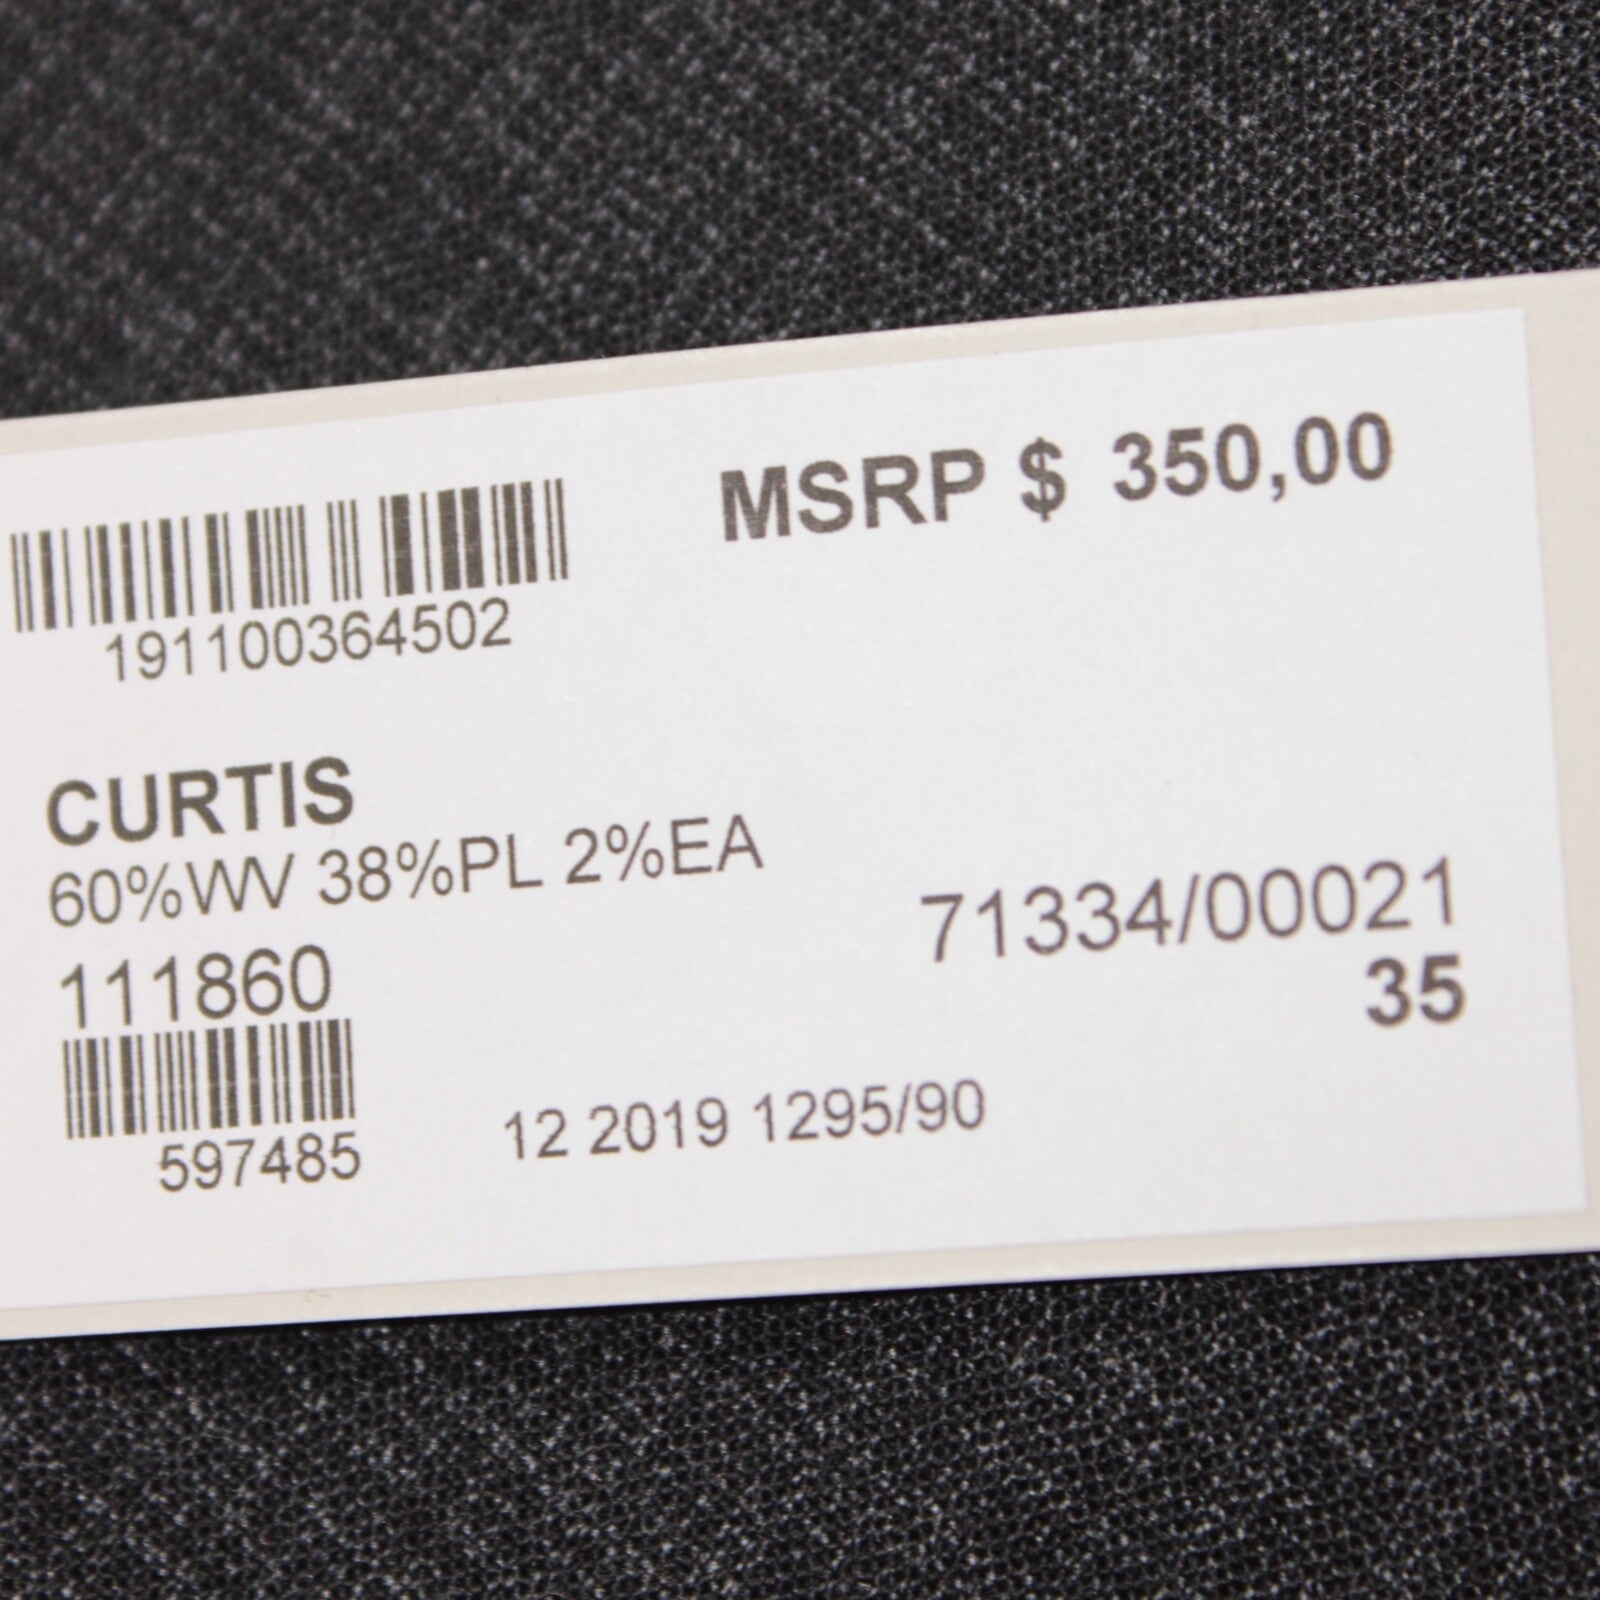 MSRP $ 350,00
191100364502
CURTIS
60%WV 38%PL 2%EA
111860
71334/00021
35
597485
12 2019 1295/90